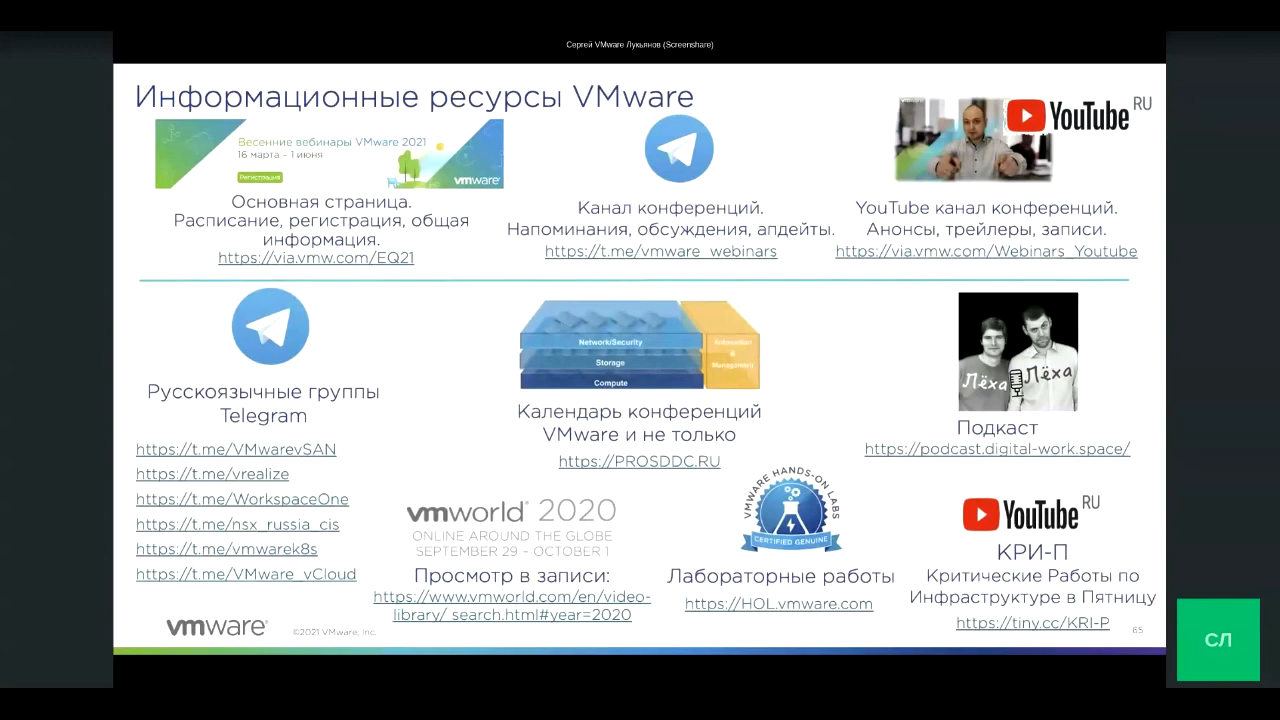 Сергей VMware Лукьянов (Screenshare)
Информационные ресурсы VMware
Весенние вебинары VMware 2021
16 марта – 1 июня
Регистрация
vmware
Основная страница.
Расписание, регистрация, общая
информация.
https://via.vmw.com/EQ21
Канал конференций.
Напоминания, обсуждения, апдейты.
https://t.me/vmware_webinars
YouTube RU
YouTube канал конференций.
Анонсы, трейлеры, записи.
https://via.vmw.com/Webinars_Youtube
Русскоязычные группы
Telegram
https://t.me/VMwarevSAN
https://t.me/vrealize
https://t.me/WorkspaceOne
https://t.me/nsx_russia_cis
https://t.me/vmwarek8s
https://t.me/VMware_vCloud
Network/Security
Storage
Compute
Automation
&
Management
Календарь конференций
VMware и не только
https://PROSDDC.RU
Лёха
Лёха
Подкаст
https://podcast.digital-work.space/
vmworld® 2020
ONLINE AROUND THE GLOBE
SEPTEMBER 29 – OCTOBER 1
Просмотр в записи:
https://www.vmworld.com/en/video-
library/ search.html#year=2020
VMWARE HANDS-ON LABS
CERTIFIED GENUINE
Лабораторные работы
https://HOL.vmware.com
YouTube RU
КРИ-П
Критические Работы по
Инфраструктуре в Пятницу
https://tiny.cc/KRI-P
vmware®
©2021 VMware, Inc.
65
СЛ